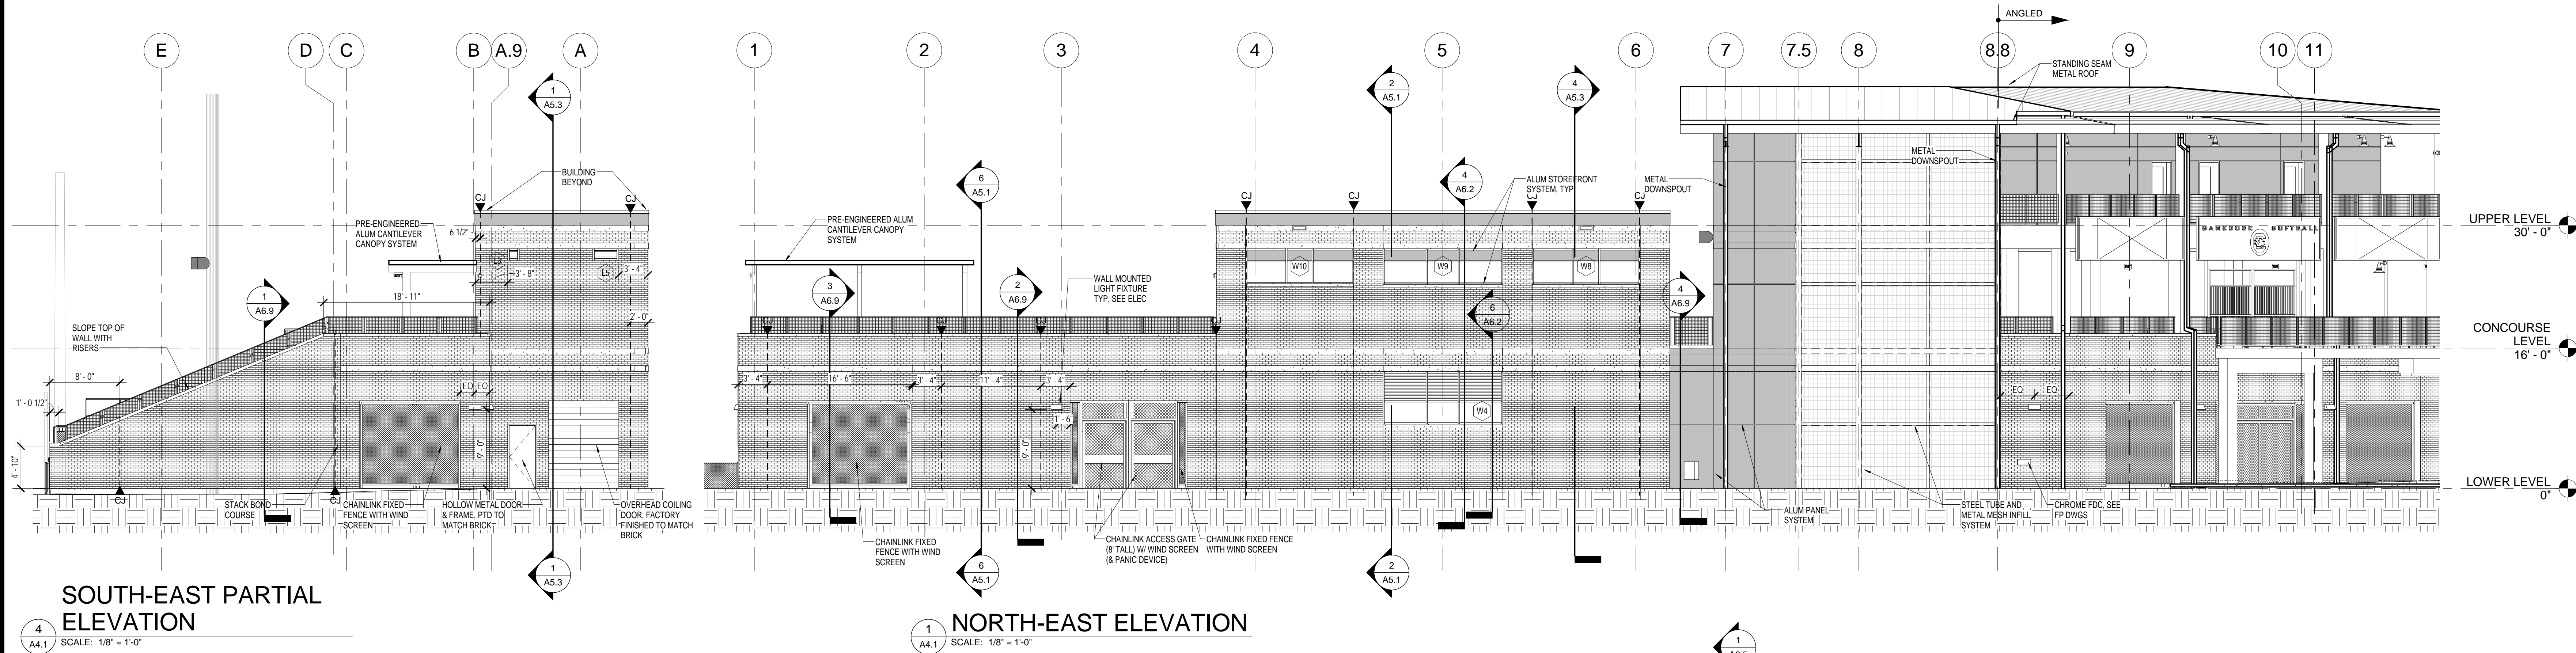 ANGLED
E
D
C
B
A.9
A
1
2
3
4
5
6
7
7.5
8
8.8
9
10
11
1
A5.3
BUILDING
BEYOND
CJ
CJ
6 1/2"
PRE-ENGINEERED
ALUM CANTILEVER
CANOPY SYSTEM
L3
3' - 8"
L5
3' - 4"
EXIT
18' - 11"
1
A6.9
2' - 0"
SLOPE TOP OF
WALL WITH
RISERS
8' - 0"
1' - 0 1/2"
EQ
EQ
4' - 10"
9' - 0"
CJ
CJ
STACK BOND
COURSE
CHAINLINK FIXED
FENCE WITH WIND
SCREEN
HOLLOW METAL DOOR
& FRAME, PTD TO
MATCH BRICK
OVERHEAD COILING
DOOR, FACTORY
FINISHED TO MATCH
BRICK
1
A5.3
SOUTH-EAST PARTIAL
ELEVATION
4
A4.1
SCALE: 1/8" = 1'-0"
2
A5.1
4
A5.3
STANDING SEAM
METAL ROOF
METAL
DOWNSPOUT
6
A5.1
4
A6.2
ALUM STOREFRONT
SYSTEM, TYP
METAL
DOWNSPOUT
CJ
CJ
CJ
CJ
PRE-ENGINEERED ALUM
CANTILEVER CANOPY
SYSTEM
W10
W9
W8
GAMECOCK
SOFTBALL
UPPER LEVEL
30' - 0"
3
A6.9
2
A6.9
WALL MOUNTED
LIGHT FIXTURE
TYP, SEE ELEC
6
A6.2
4
A6.9
CJ
CJ
CJ
CJ
CONCOURSE
LEVEL
16' - 0"
3' - 4"
16' - 6"
3' - 4"
11' - 4"
3' - 4"
1' - 6"
9' - 0"
W4
EQ
EQ
LOWER LEVEL
0"
CHAINLINK FIXED
FENCE WITH WIND
SCREEN
CHAINLINK ACCESS GATE
(8' TALL) W/ WIND SCREEN
(& PANIC DEVICE)
CHAINLINK FIXED FENCE
WITH WIND SCREEN
ALUM PANEL
SYSTEM
STEEL TUBE AND
METAL MESH INFILL
SYSTEM
CHROME FDC, SEE
FP DWGS
6
A5.1
2
A5.1
1
A4.1
NORTH-EAST ELEVATION
SCALE: 1/8" = 1'-0"
1